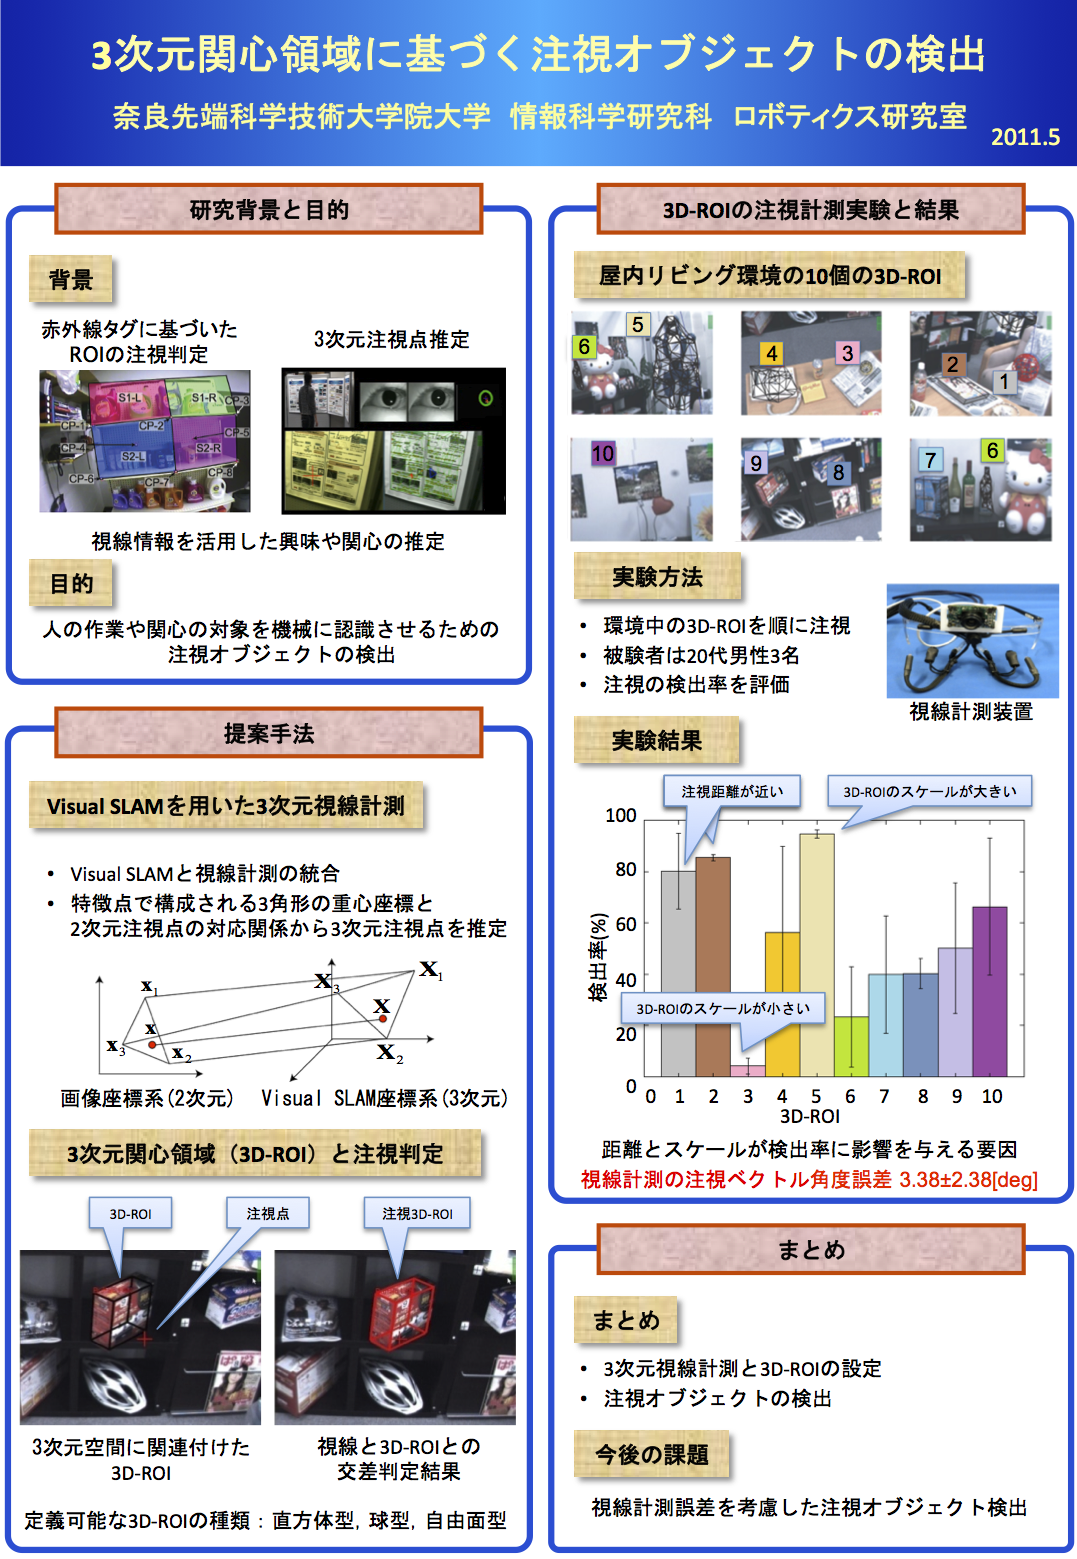 3次元関心領域に基づく注視オブジェクトの検出
奈良先端科学技術大学院大学 情報科学研究科 ロボティクス研究室
2011.5
研究背景と目的
背景
赤外線タグに基づいた
ROIの注視判定
3次元注視点推定
S1-L
S1-R
CP-3
CP-1
CP-2
CP-5
CP-4
S2-L
S2-R
CP-6
CP-7
CP-8
視線情報を活用した興味や関心の推定
目的
人の作業や関心の対象を機械に認識させるための
注視オブジェクトの検出
提案手法
Visual SLAMを用いた3次元視線計測
• Visual SLAMと視線計測の統合
• 特徴点で構成される3角形の重心座標と
2次元注視点の対応関係から3次元注視点を推定
x1
x
x3
x2
X3
X1
X
X2
画像座標系(2次元)
Visual SLAM座標系(3次元)
3次元関心領域（3D-ROI）と注視判定
3D-ROI
注視点
注視3D-ROI
3次元空間に関連付けた
3D-ROI
視線と3D-ROIとの
交差判定結果
定義可能な3D-ROIの種類：直方体型, 球型, 自由面型
3D-ROIの注視計測実験と結果
屋内リビング環境の10個の3D-ROI
6
5
4
3
2
1
10
9
8
7
6
実験方法
• 環境中の3D-ROIを順に注視
• 被験者は20代男性3名
• 注視の検出率を評価
視線計測装置
実験結果
注視距離が近い
3D-ROIのスケールが大きい
3D-ROIのスケールが小さい
検出率(%)
100
80
60
40
20
0
0 1 2 3 4 5 6 7 8 9 10
3D-ROI
距離とスケールが検出率に影響を与える要因
視線計測の注視ベクトル角度誤差 3.38±2.38[deg]
まとめ
まとめ
• 3次元視線計測と3D-ROIの設定
• 注視オブジェクトの検出
今後の課題
視線計測誤差を考慮した注視オブジェクト検出